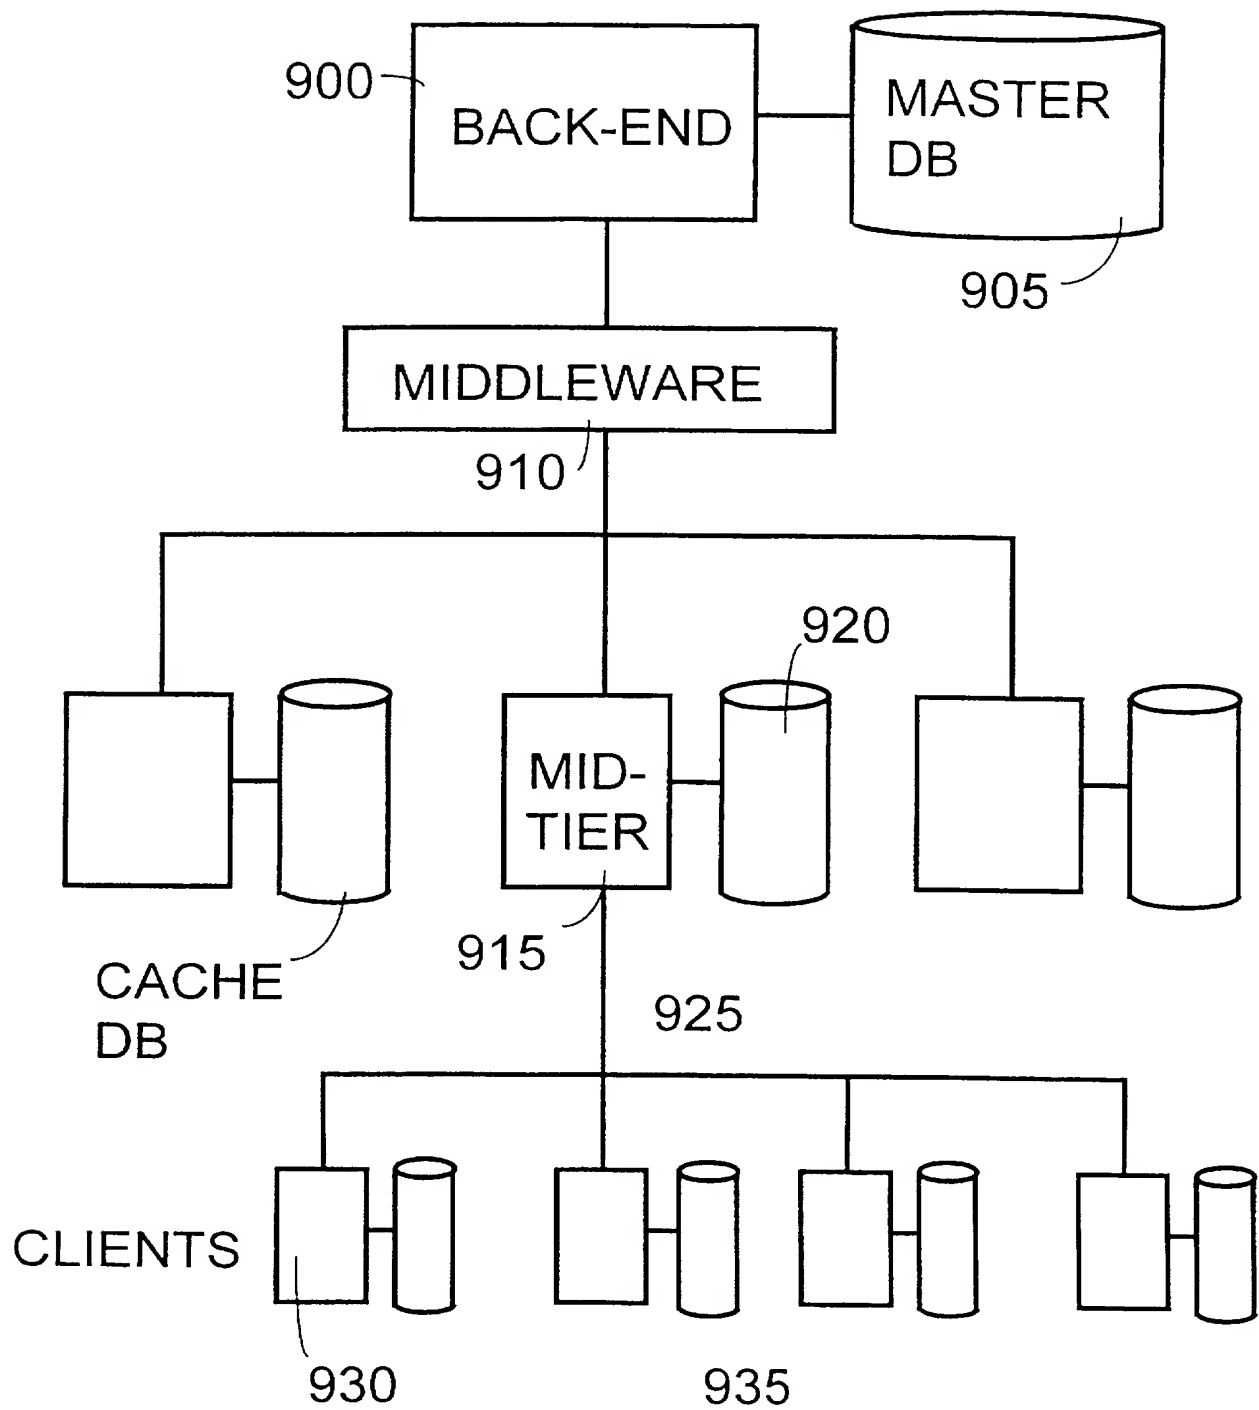 900
BACK-END
MASTER
DB
905
MIDDLEWARE
910
920
MID-
TIER
915
CACHE
DB
925
CLIENTS
930
935